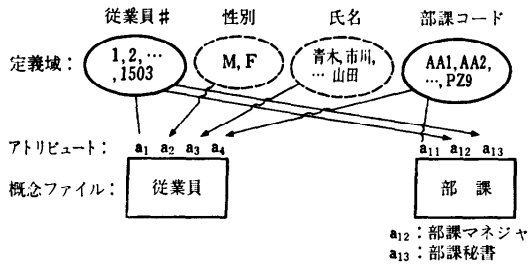 従業員# 性別 氏名 部課コード
定義域: 1,2,… ,1503 M,F 青木,市川, … 山田 AA1,AA2, …,PZ9
アトリビュート: a1 a2 a3 a4 a11 a12 a13
概念ファイル: 従業員 部課
a12:部課マネジャ
a13:部課秘書